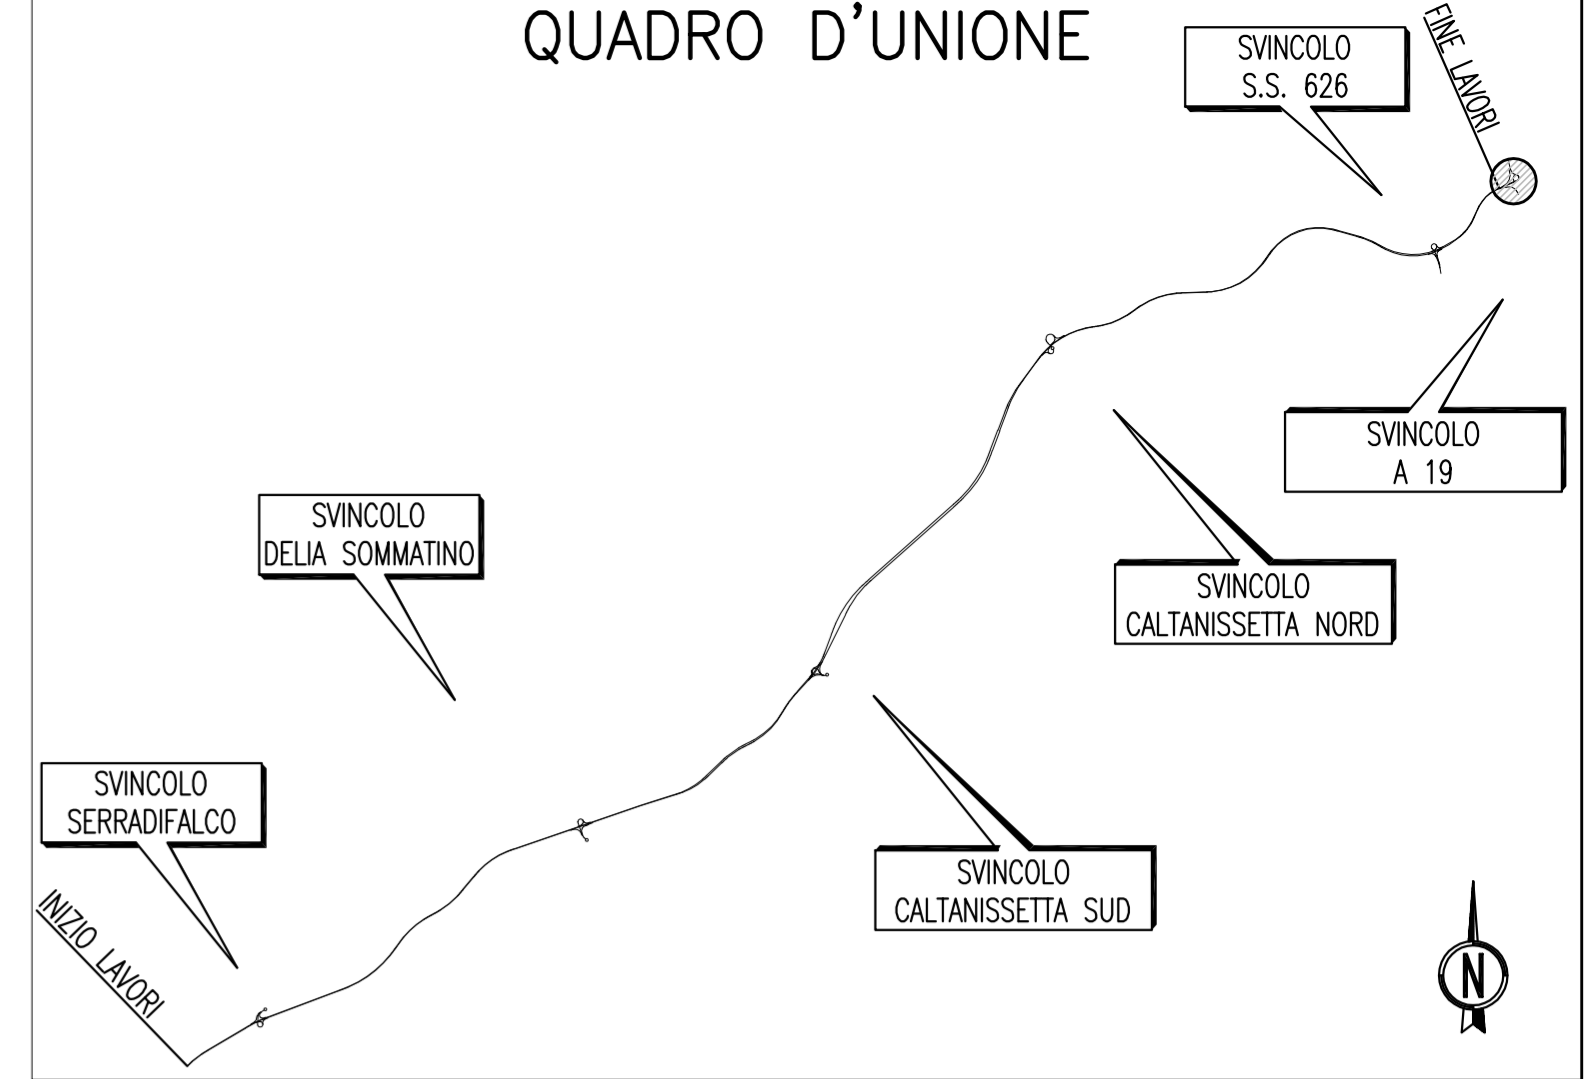 QUADRO D'UNIONE
SVINCOLO
S.S. 626
FINE LAVORI
SVINCOLO
A 19
SVINCOLO
DELIA SOMMATINO
SVINCOLO
CALTANISSETTA NORD
SVINCOLO
SERRADIFALCO
SVINCOLO
CALTANISSETTA SUD
INIZIO LAVORI
N